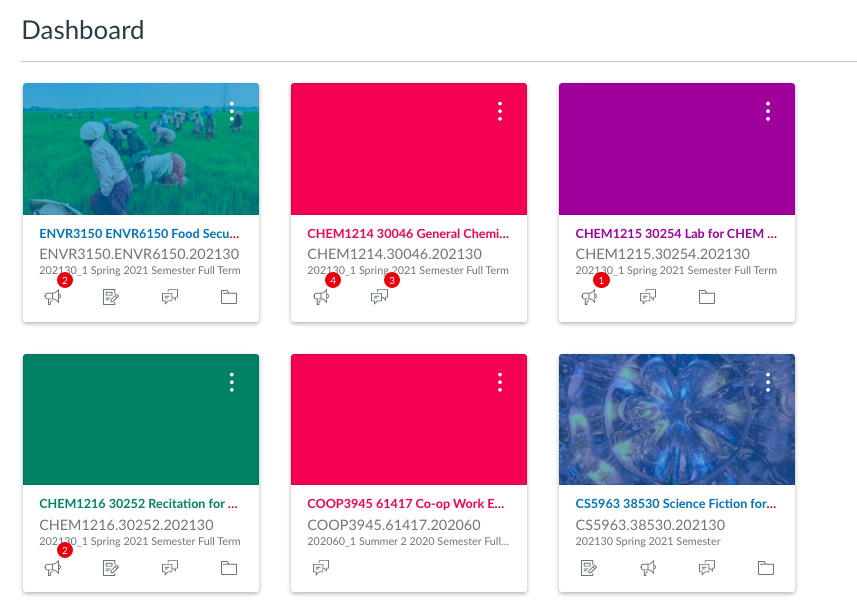 Dashboard
ENVR3150 ENVR6150 Food Secu...
ENVR3150.ENVR6150.202130
202130_1 Spring 2021 Semester Full Term
2
CHEM1214 30046 General Chemi...
CHEM1214.30046.202130
202130_1 Spring 2021 Semester Full Term
4
3
CHEM1215 30254 Lab for CHEM ...
CHEM1215.30254.202130
202130_1 Spring 2021 Semester Full Term
1
CHEM1216 30252 Recitation for ...
CHEM1216.30252.202130
202130_1 Spring 2021 Semester Full Term
2
COOP3945 61417 Co-op Work E...
COOP3945.61417.202060
202060_1 Summer 2 2020 Semester Full...
CS5963 38530 Science Fiction for...
CS5963.38530.202130
202130 Spring 2021 Semester